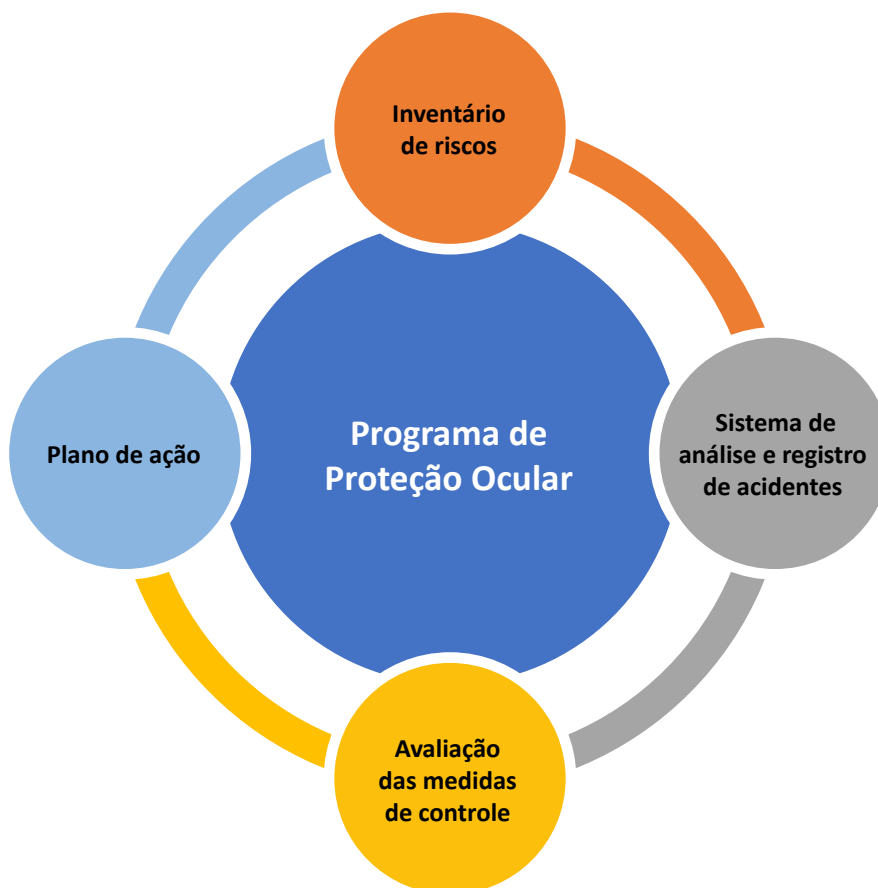 Inventário
de riscos
Plano de ação
Programa de
Proteção Ocular
Sistema de
análise e registro
de acidentes
Avaliação
das medidas
de controle